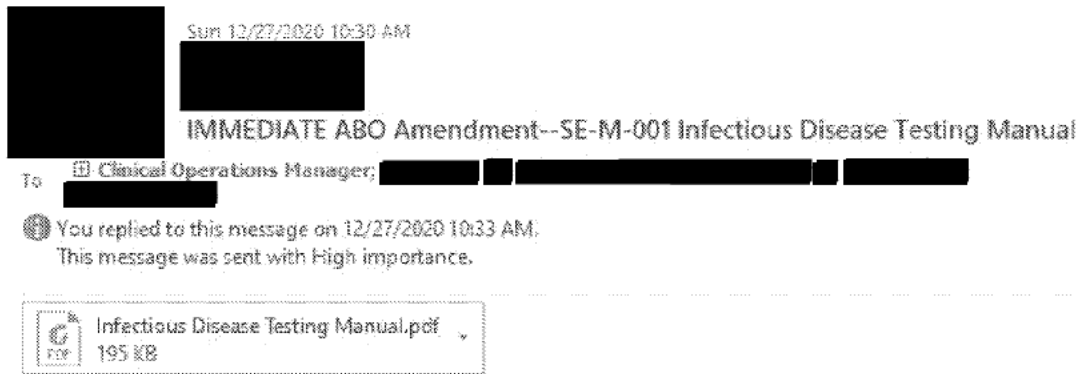 Sun 12/27/2020 10:30 AM
IMMEDIATE ABO Amendment--SE-M-001 Infectious Disease Testing Manual
To Clinical Operations Manager;
You replied to this message on 12/27/2020 10:33 AM.
This message was sent with High importance.
Infectious Disease Testing Manual.pdf
PDF
195 KB